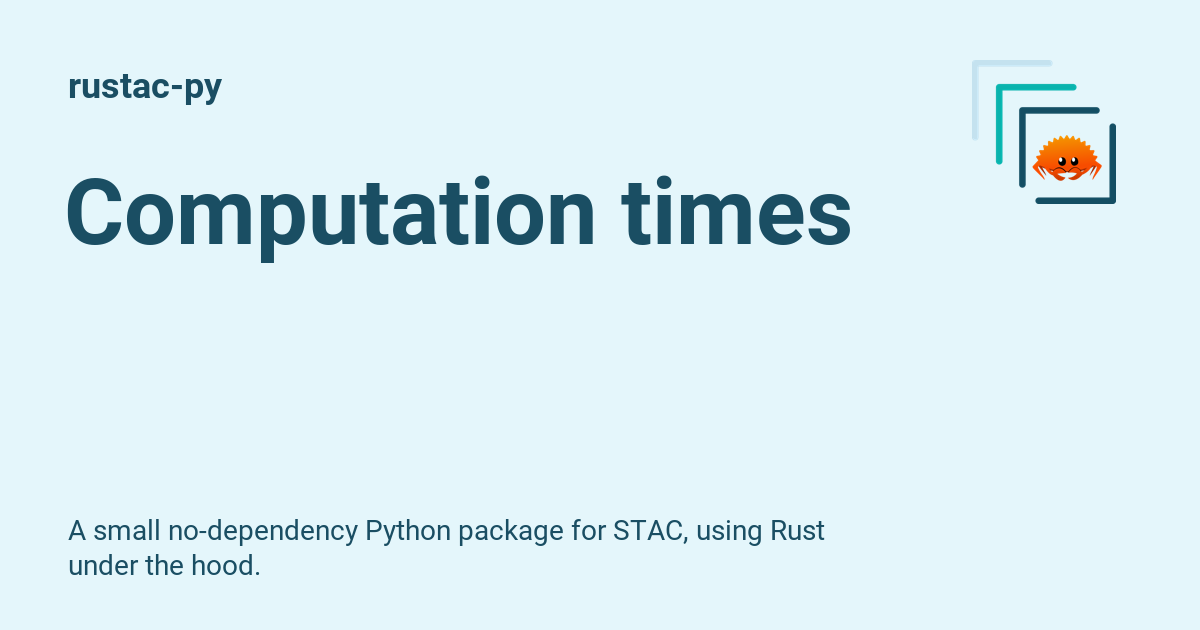 rustac-py
Computation times
A small no-dependency Python package for STAC, using Rust
under the hood.